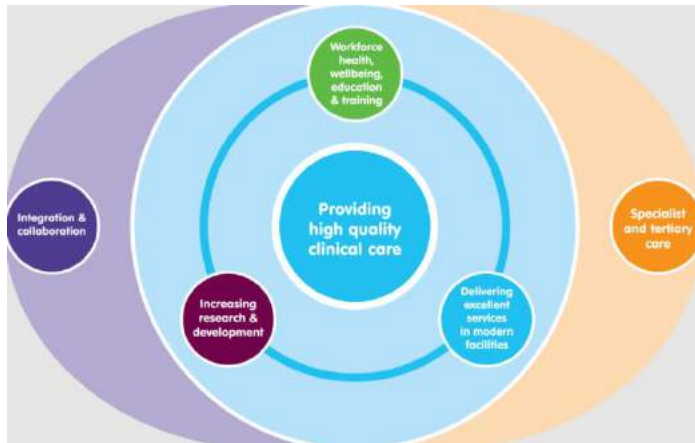 Workforce
health,
wellbeing,
education
& training
Integration &
collaboration
Providing
high quality
clinical care
Specialist
and tertiary
care
Increasing
research &
development
Delivering
excellent
services
in modern
facilities